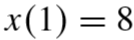 x(1) = 8